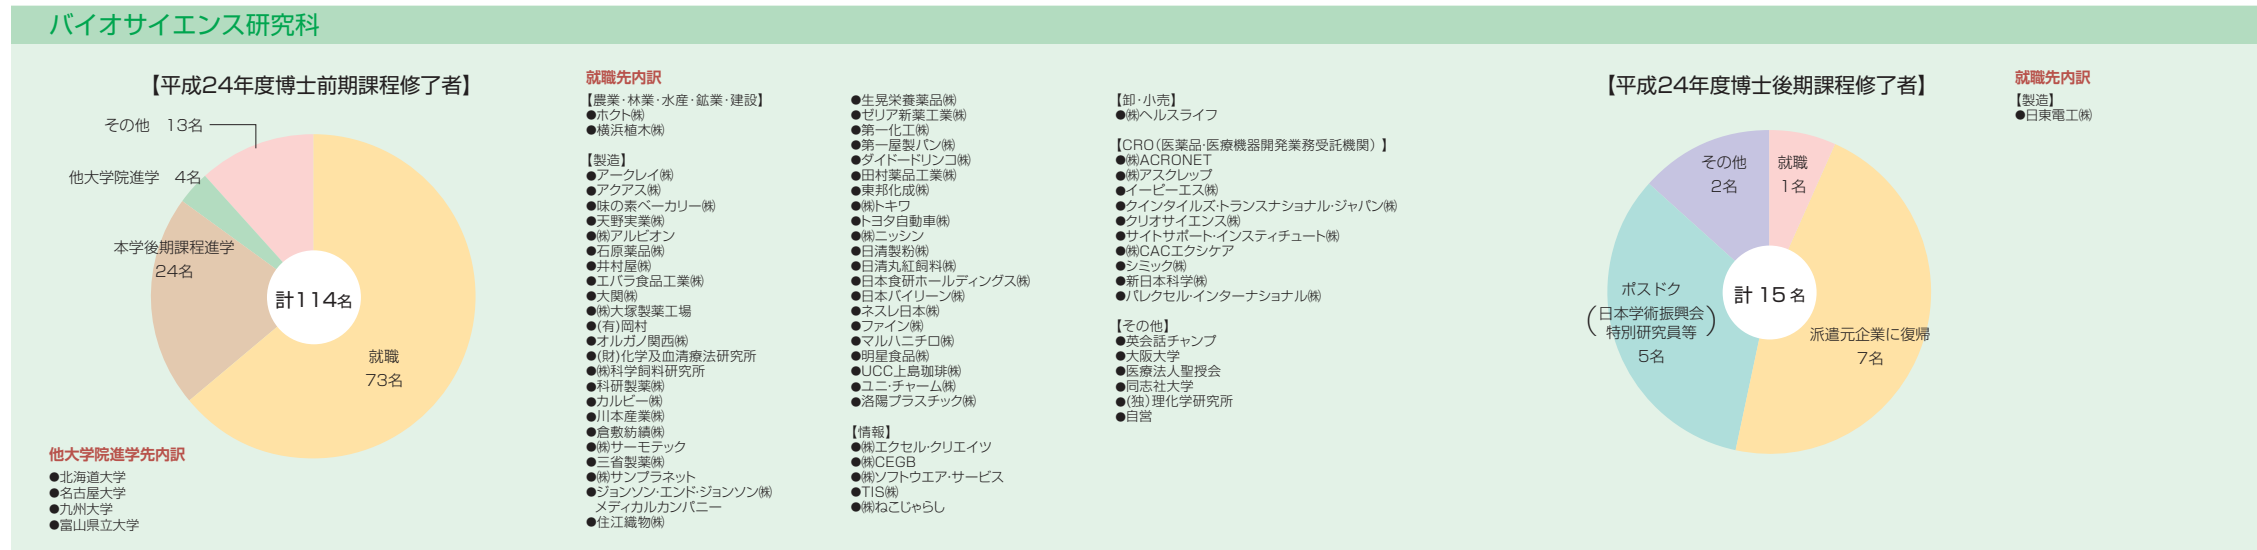 バイオサイエンス研究科
【平成24年度博士前期課程修了者】
その他　13名
他大学院進学　4名
本学後期課程進学
24名
計114名
就職
73名
他大学院進学先内訳
●北海道大学
●名古屋大学
●九州大学
●富山県立大学
就職先内訳
【農業・林業・水産・鉱業・建設】
●ホクト㈱
●横浜植木㈱
【製造】
●アークレイ㈱
●アクアス㈱
●味の素ベーカリー㈱
●天野実業㈱
●㈱アルビオン
●石原薬品㈱
●井村屋㈱
●エバラ食品工業㈱
●大関㈱
●㈱大塚製薬工場
●(有)岡村
●オルガノ関西㈱
●(財)化学及血清療法研究所
●㈱科学飼料研究所
●科研製薬㈱
●カルビー㈱
●川本産業㈱
●倉敷紡績㈱
●㈱サーモテック
●三省製薬㈱
●㈱サンプラネット
●ジョンソン・エンド・ジョンソン㈱
メディカルカンパニー
●住江織物㈱
●生晃栄養薬品㈱
●ゼリア新薬工業㈱
●第一化工㈱
●第一屋製パン㈱
●ダイドードリンコ㈱
●田村薬品工業㈱
●東邦化成㈱
●㈱トキワ
●トヨタ自動車㈱
●㈱ニッシン
●日清製粉㈱
●日清丸紅飼料㈱
●日本食研ホールディングス㈱
●日本バイリーン㈱
●ネスレ日本㈱
●ファイン㈱
●マルハニチロ㈱
●明星食品㈱
●UCC上島珈琲㈱
●ユニ・チャーム㈱
●洛陽プラスチック㈱
【情報】
●㈱エクセル・クリエイツ
●㈱CEGB
●㈱ソフトウエア・サービス
●TIS㈱
●㈱ねこじゃらし
【卸・小売】
●㈱ヘルスライフ
【CRO（医薬品・医療機器開発業務受託機関）】
●㈱ACRONET
●㈱アスクレップ
●イーピーエス㈱
●クインタイルズ・トランスナショナル・ジャパン㈱
●クリオサイエンス㈱
●サイトサポート・インスティチュート㈱
●㈱CACエクシケア
●シミック㈱
●新日本科学㈱
●パレクセル・インターナショナル㈱
【その他】
●英会話チャンプ
●大阪大学
●医療法人聖授会
●同志社大学
●(独)理化学研究所
●自営
【平成24年度博士後期課程修了者】
その他
2名
就職
1名
計 15 名
ポスドク
（日本学術振興会
特別研究員等）
5名
派遣元企業に復帰
7名
就職先内訳
【製造】
●日東電工㈱